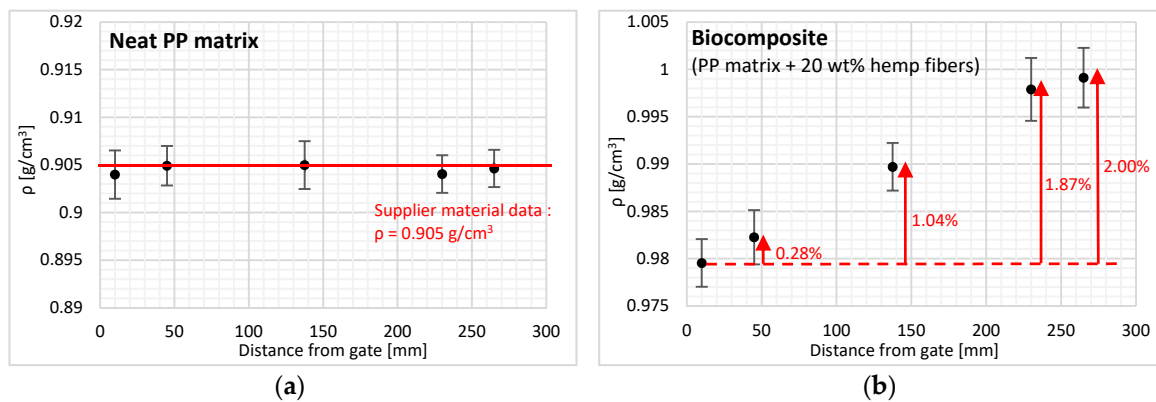 Neat PP matrix
0.92
0.915
0.91
0.905
0.9
0.895
0.89
ρ [g/cm³]
Supplier material data :
ρ = 0.905 g/cm³
0 50 100 150 200 250 300
Distance from gate [mm]
(a)
Biocomposite
(PP matrix + 20 wt% hemp fibers)
1.005
1
0.995
0.99
0.985
0.98
0.975
ρ [g/cm³]
0.28%
1.04%
1.87%
2.00%
0 50 100 150 200 250 300
Distance from gate [mm]
(b)